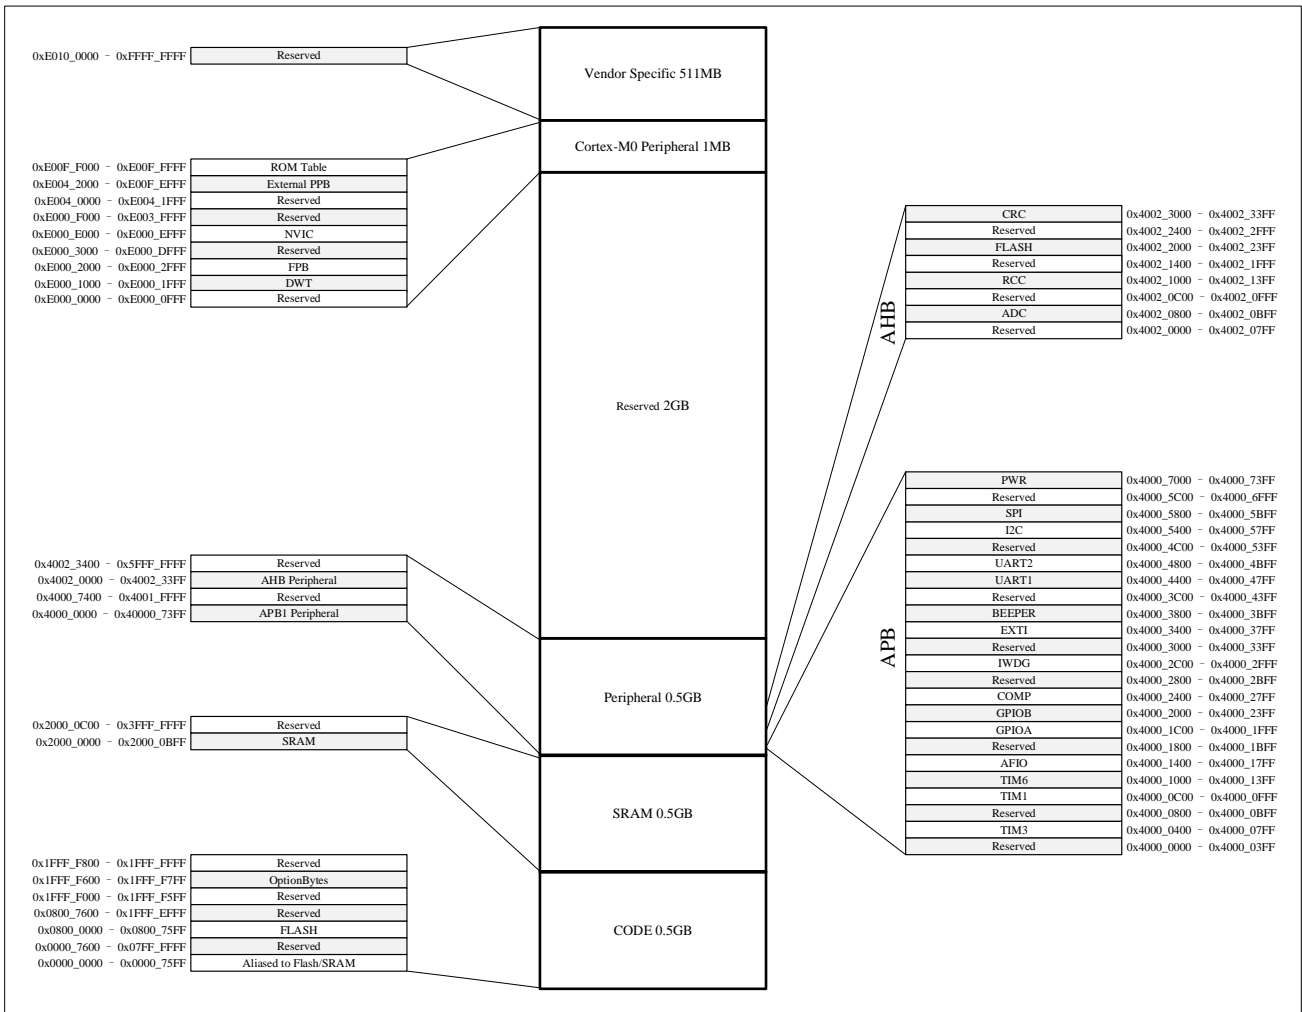 0xE010_0000 - 0xFFFF_FFFF Reserved
Vendor Specific 511MB
Cortex-M0 Peripheral 1MB
0xE00F_F000 - 0xE00F_FFFF ROM Table
0xE004_2000 - 0xE00F_EFFF External PPB
0xE004_0000 - 0xE004_1FFF Reserved
0xE000_F000 - 0xE003_FFFF Reserved
0xE000_E000 - 0xE000_EFFF NVIC
0xE000_3000 - 0xE000_DFFF Reserved
0xE000_2000 - 0xE000_2FFF FPB
0xE000_1000 - 0xE000_1FFF DWT
0xE000_0000 - 0xE000_0FFF Reserved
Reserved 2GB
AHB
CRC 0x4002_3000 - 0x4002_33FF
Reserved 0x4002_2400 - 0x4002_2FFF
FLASH 0x4002_2000 - 0x4002_23FF
Reserved 0x4002_1400 - 0x4002_1FFF
RCC 0x4002_1000 - 0x4002_13FF
Reserved 0x4002_0C00 - 0x4002_0FFF
ADC 0x4002_0800 - 0x4002_0BFF
Reserved 0x4002_0000 - 0x4002_07FF
0x4002_3400 - 0x5FFF_FFFF Reserved
0x4002_0000 - 0x4002_33FF AHB Peripheral
0x4000_7400 - 0x4001_FFFF Reserved
0x4000_0000 - 0x40000_73FF APB1 Peripheral
Peripheral 0.5GB
APB
PWR 0x4000_7000 - 0x4000_73FF
Reserved 0x4000_5C00 - 0x4000_6FFF
SPI 0x4000_5800 - 0x4000_5BFF
I2C 0x4000_5400 - 0x4000_57FF
Reserved 0x4000_4C00 - 0x4000_53FF
UART2 0x4000_4800 - 0x4000_4BFF
UART1 0x4000_4400 - 0x4000_47FF
Reserved 0x4000_3C00 - 0x4000_43FF
BEEPER 0x4000_3800 - 0x4000_3BFF
EXTI 0x4000_3400 - 0x4000_37FF
Reserved 0x4000_3000 - 0x4000_33FF
IWDG 0x4000_2C00 - 0x4000_2FFF
Reserved 0x4000_2800 - 0x4000_2BFF
COMP 0x4000_2400 - 0x4000_27FF
GPIOB 0x4000_2000 - 0x4000_23FF
GPIOA 0x4000_1C00 - 0x4000_1FFF
Reserved 0x4000_1800 - 0x4000_1BFF
AFIO 0x4000_1400 - 0x4000_17FF
TIM6 0x4000_1000 - 0x4000_13FF
TIM1 0x4000_0C00 - 0x4000_0FFF
Reserved 0x4000_0800 - 0x4000_0BFF
TIM3 0x4000_0400 - 0x4000_07FF
Reserved 0x4000_0000 - 0x4000_03FF
0x2000_0C00 - 0x3FFF_FFFF Reserved
0x2000_0000 - 0x2000_0BFF SRAM
SRAM 0.5GB
0x1FFF_F800 - 0x1FFF_FFFF Reserved
0x1FFF_F600 - 0x1FFF_F7FF OptionBytes
0x1FFF_F000 - 0x1FFF_F5FF Reserved
0x0800_7600 - 0x1FFF_EFFF Reserved
0x0800_0000 - 0x0800_75FF FLASH
0x0000_7600 - 0x07FF_FFFF Reserved
0x0000_0000 - 0x0000_75FF Aliased to Flash/SRAM
CODE 0.5GB